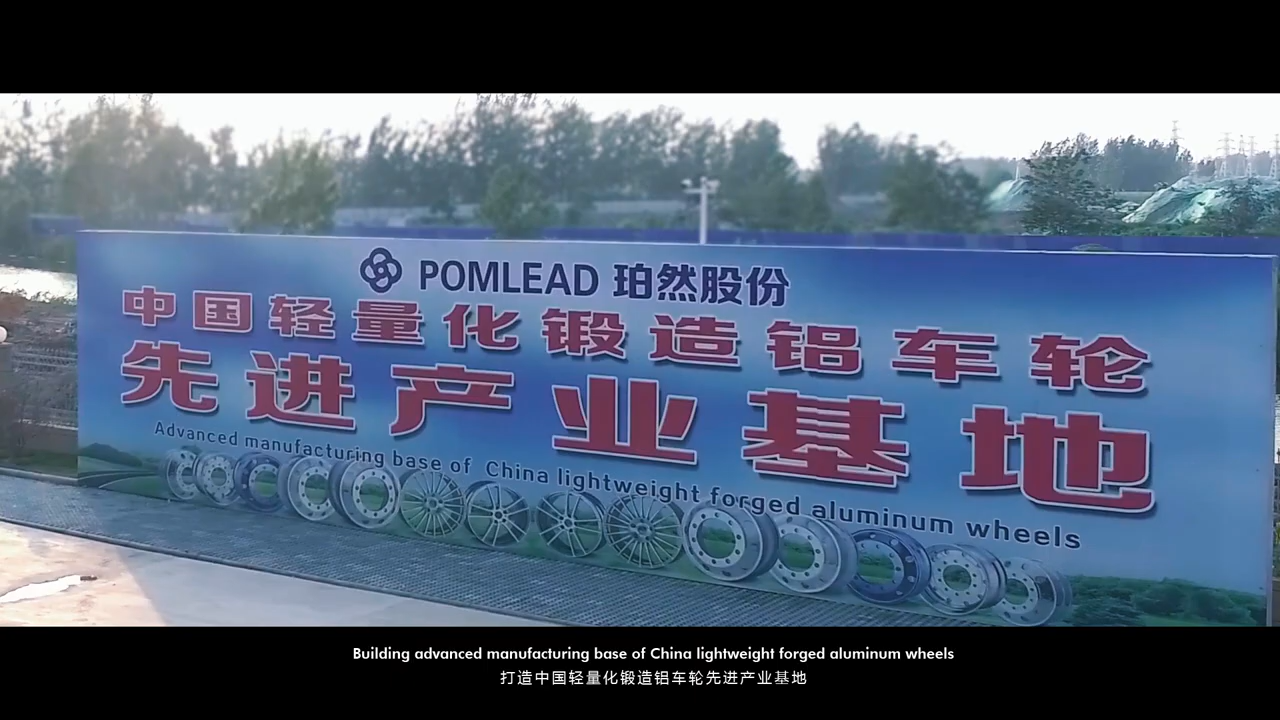 POMLEAD 珀然股份
中国轻量化锻造铝车轮
先进产业基地
Advanced manufacturing base of China lightweight forged aluminum wheels
Building advanced manufacturing base of China lightweight forged aluminum wheels
打造中国轻量化锻造铝车轮先进产业基地